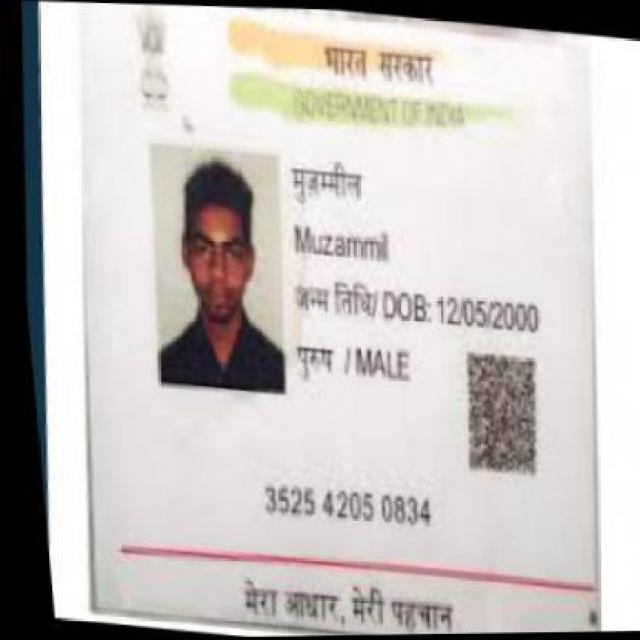 भारत सरकार
GOVERNMENT OF INDIA
मुज़म्मील
Muzammil
जन्म तिथि/ DOB: 12/05/2000
पुरुष / MALE
3525 4205 0834
मेरा आधार, मेरी पहचान